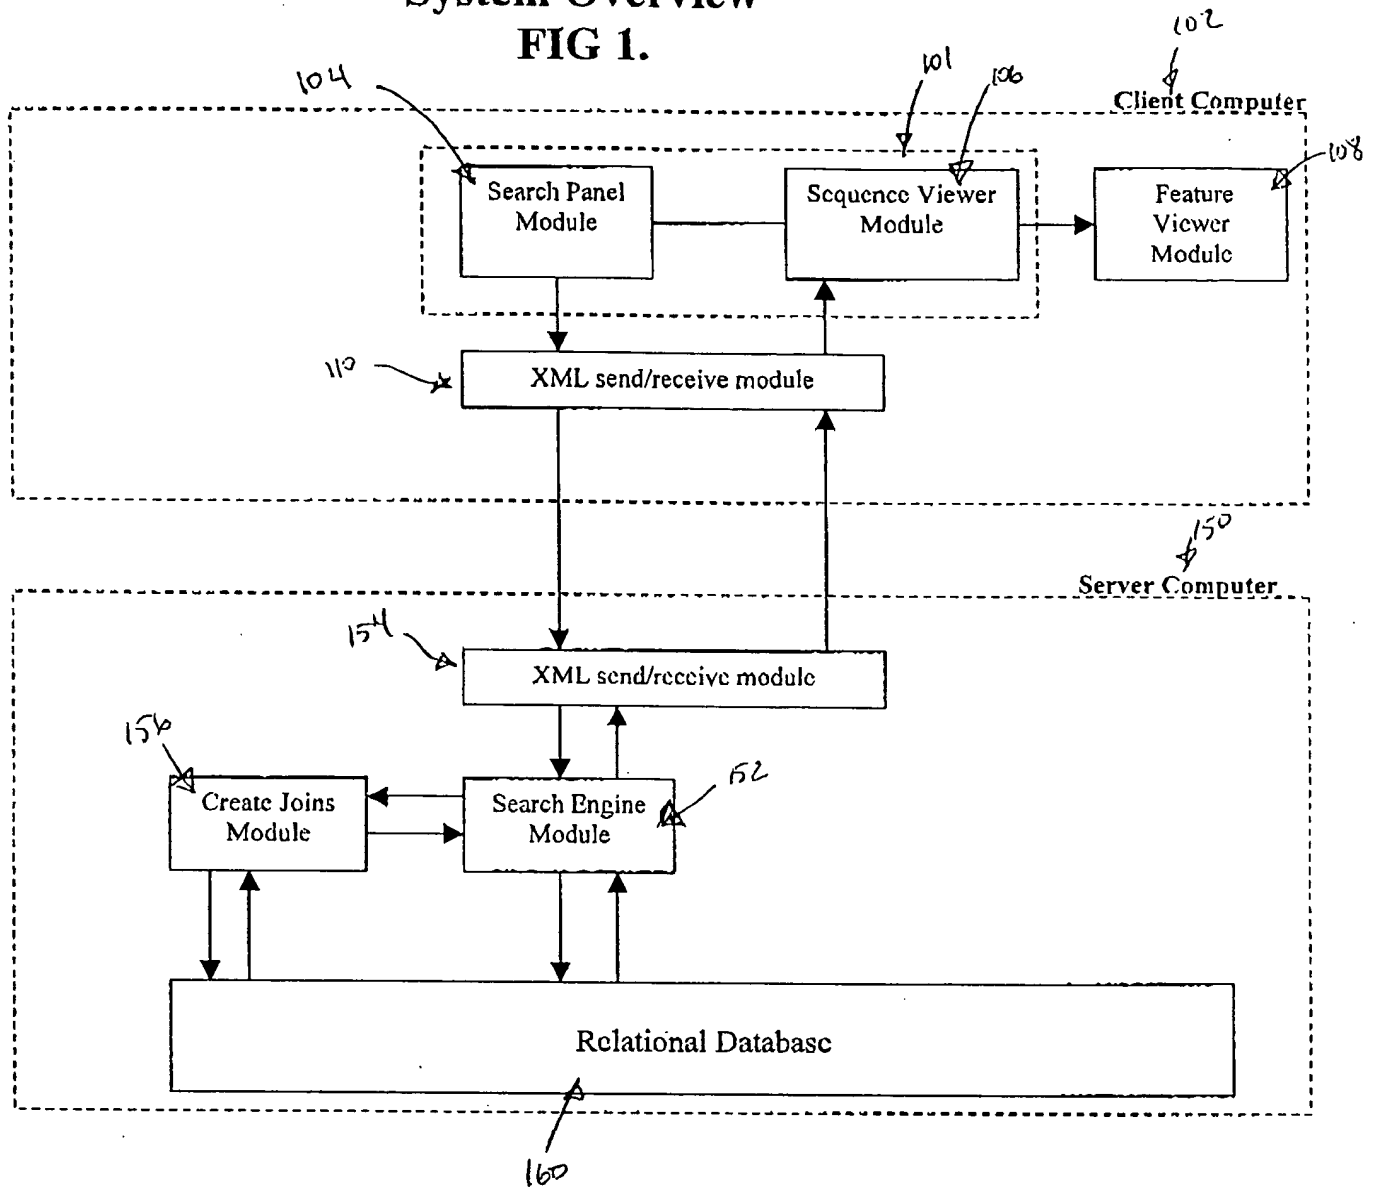 System Overview
FIG 1.
102
Client Computer
104
101
106
108
Search Panel
Module
Sequence Viewer
Module
Feature
Viewer
Module
110
XML send/receive module
150
Server Computer
154
XML send/receive module
156
Create Joins
Module
Search Engine
Module
152
Relational Database
160